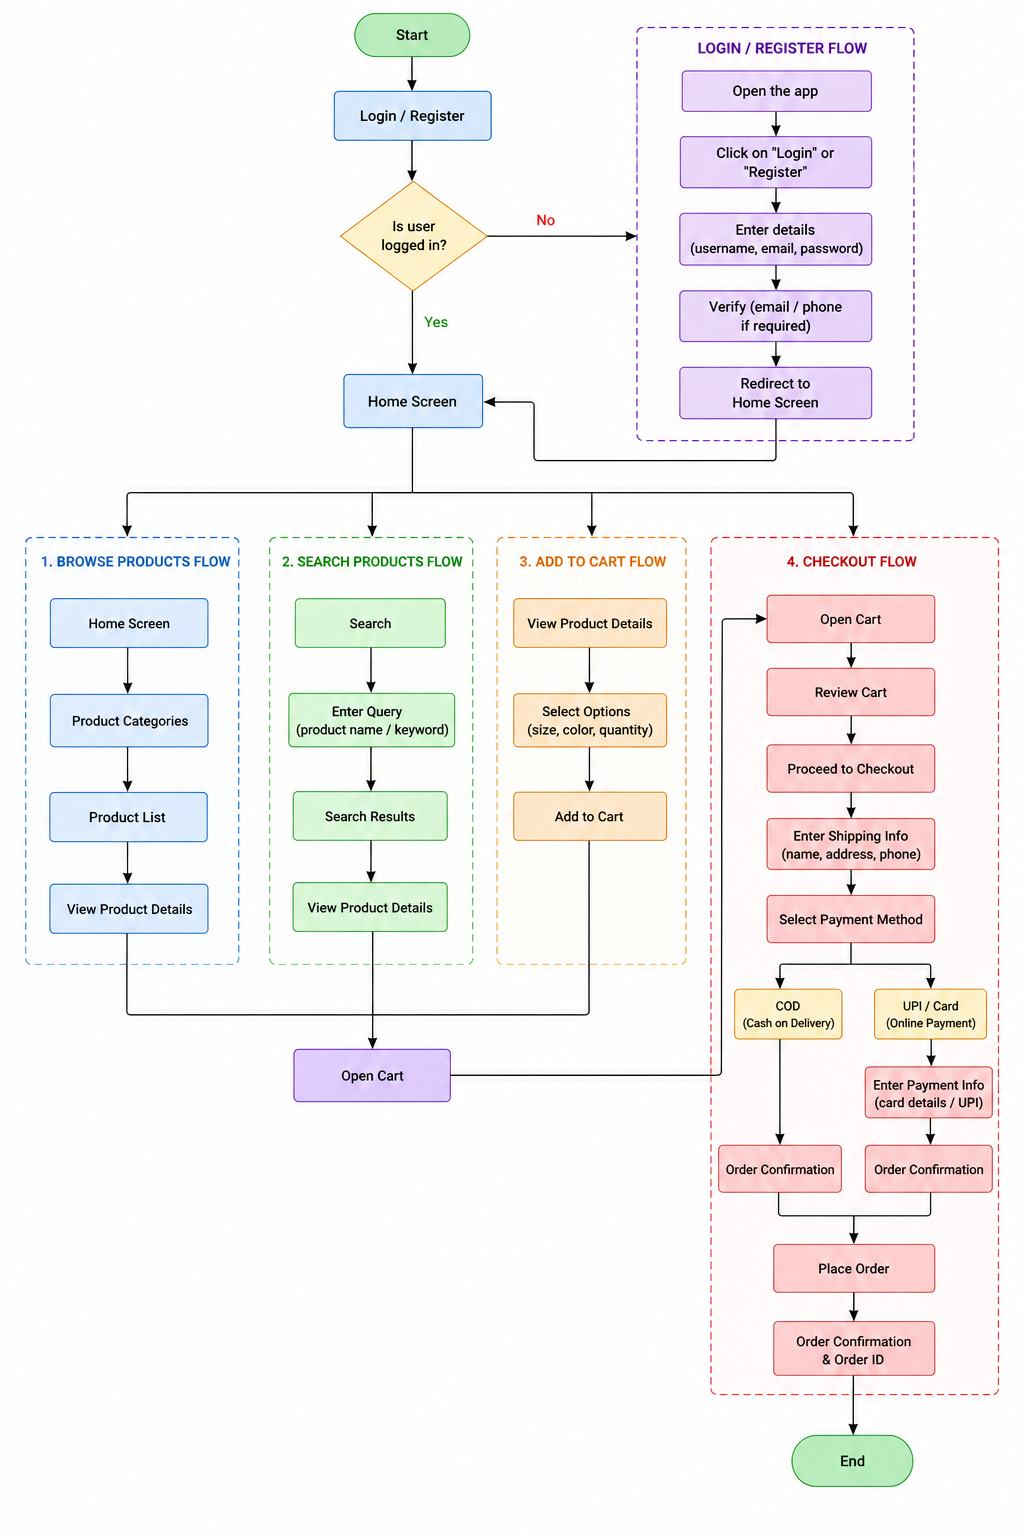 Start
Login / Register
Is user
logged in?
No
Yes
Home Screen
LOGIN / REGISTER FLOW
Open the app
Click on "Login" or
"Register"
Enter details
(username, email, password)
Verify (email / phone
if required)
Redirect to
Home Screen
1. BROWSE PRODUCTS FLOW
Home Screen
Product Categories
Product List
View Product Details
2. SEARCH PRODUCTS FLOW
Search
Enter Query
(product name / keyword)
Search Results
View Product Details
3. ADD TO CART FLOW
View Product Details
Select Options
(size, color, quantity)
Add to Cart
Open Cart
4. CHECKOUT FLOW
Open Cart
Review Cart
Proceed to Checkout
Enter Shipping Info
(name, address, phone)
Select Payment Method
COD
(Cash on Delivery)
UPI / Card
(Online Payment)
Enter Payment Info
(card details / UPI)
Order Confirmation
Order Confirmation
Place Order
Order Confirmation
& Order ID
End